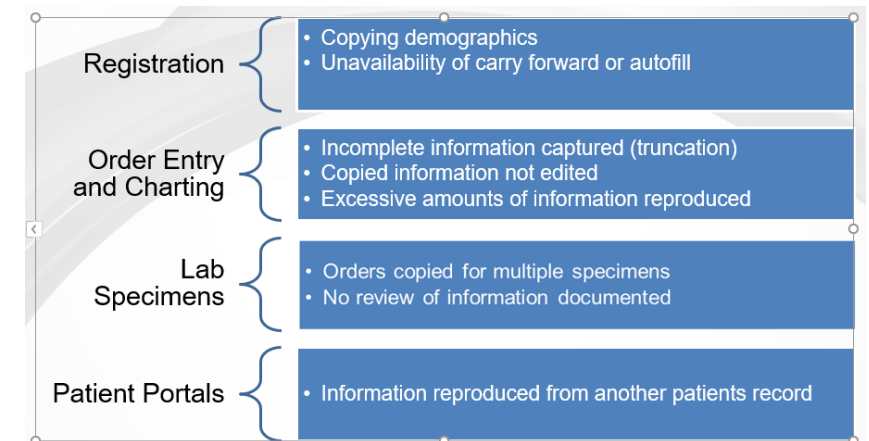 Registration
• Copying demographics
• Unavailability of carry forward or autofill
Order Entry
and Charting
• Incomplete information captured (truncation)
• Copied information not edited
• Excessive amounts of information reproduced
Lab
Specimens
• Orders copied for multiple specimens
• No review of information documented
Patient Portals
• Information reproduced from another patients record